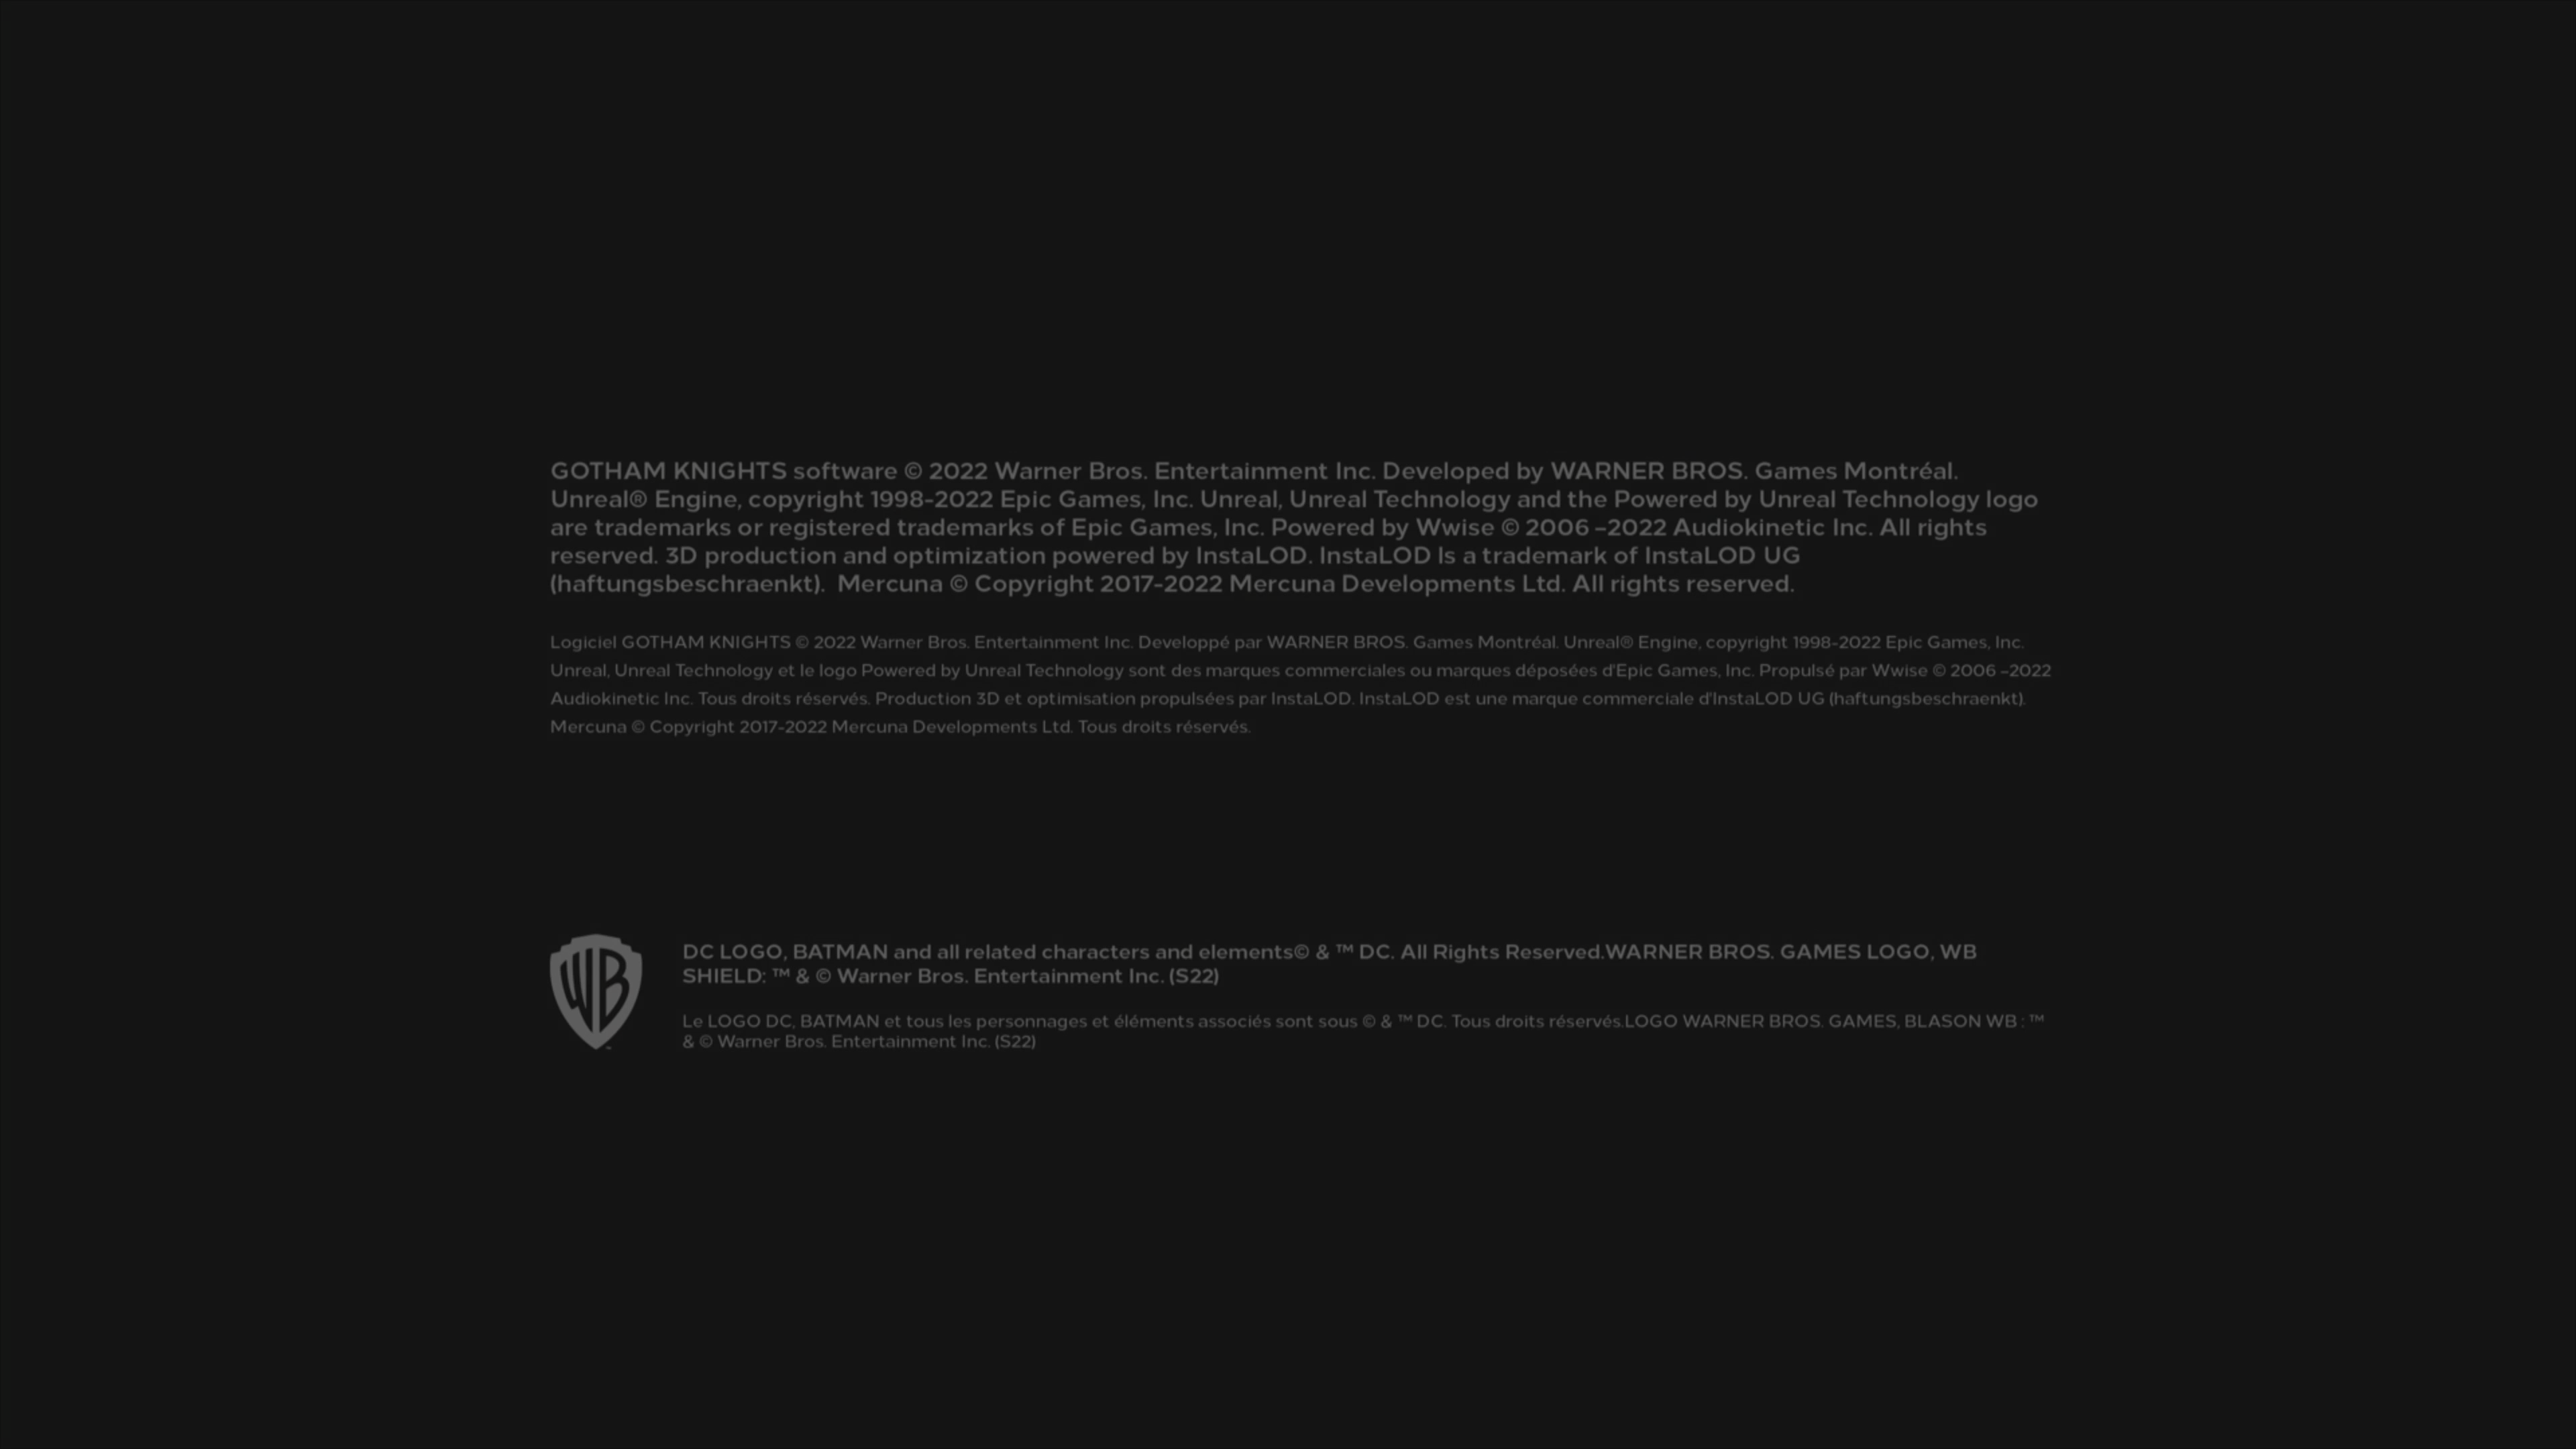 GOTHAM KNIGHTS software © 2022 Warner Bros. Entertainment Inc. Developed by WARNER BROS. Games Montréal.
Unreal® Engine, copyright 1998-2022 Epic Games, Inc. Unreal, Unreal Technology and the Powered by Unreal Technology logo
are trademarks or registered trademarks of Epic Games, Inc. Powered by Wwise © 2006 –2022 Audiokinetic Inc. All rights
reserved. 3D production and optimization powered by InstaLOD. InstaLOD Is a trademark of InstaLOD UG
(haftungsbeschraenkt).  Mercuna © Copyright 2017-2022 Mercuna Developments Ltd. All rights reserved.
Logiciel GOTHAM KNIGHTS © 2022 Warner Bros. Entertainment Inc. Developpé par WARNER BROS. Games Montréal. Unreal® Engine, copyright 1998-2022 Epic Games, Inc.
Unreal, Unreal Technology et le logo Powered by Unreal Technology sont des marques commerciales ou marques déposées d'Epic Games, Inc. Propulsé par Wwise © 2006 –2022
Audiokinetic Inc. Tous droits réservés. Production 3D et optimisation propulsées par InstaLOD. InstaLOD est une marque commerciale d'InstaLOD UG (haftungsbeschraenkt).
Mercuna © Copyright 2017-2022 Mercuna Developments Ltd. Tous droits réservés.
WB
DC LOGO, BATMAN and all related characters and elements© & ™ DC. All Rights Reserved.WARNER BROS. GAMES LOGO, WB
SHIELD: ™ & © Warner Bros. Entertainment Inc. (S22)
Le LOGO DC, BATMAN et tous les personnages et éléments associés sont sous © & ™ DC. Tous droits réservés.LOGO WARNER BROS. GAMES, BLASON WB : ™
& © Warner Bros. Entertainment Inc. (S22)